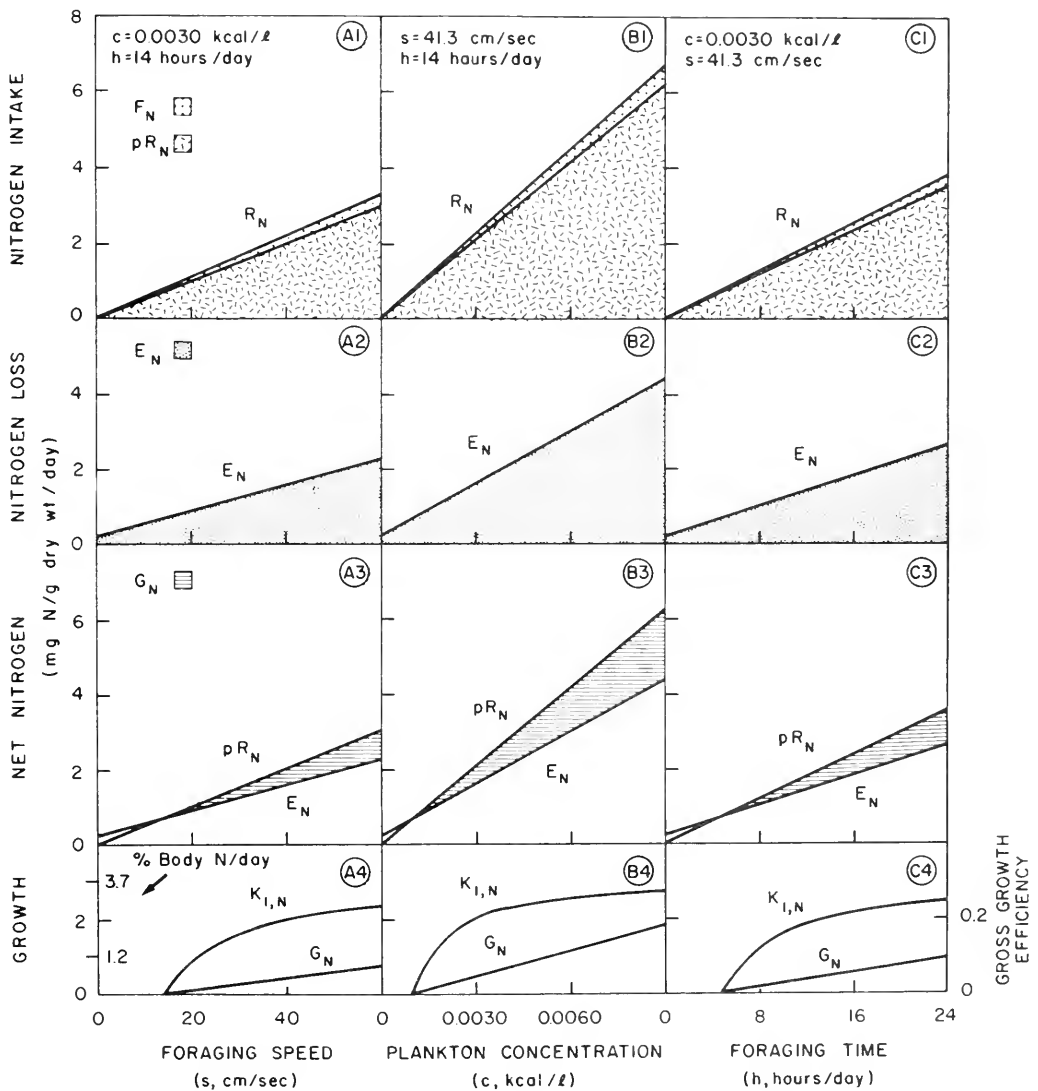 NITROGEN INTAKE
NITROGEN LOSS
NET NITROGEN
GROWTH
(mg N/g dry wt/day)
c=0.0030 kcal/ℓ
h=14 hours/day
A1
F_N
pR_N
R_N
8
6
4
2
0
s=41.3 cm/sec
h=14 hours/day
B1
R_N
c=0.0030 kcal/ℓ
s=41.3 cm/sec
C1
R_N
E_N
A2
E_N
4
2
0
B2
E_N
C2
E_N
G_N
A3
pR_N
E_N
6
4
2
0
B3
pR_N
E_N
C3
pR_N
E_N
% Body N/day
A4
3.7
K_1,N
2
1.2
G_N
0
B4
K_1,N
G_N
C4
K_1,N
G_N
0.2
0
GROSS GROWTH
EFFICIENCY
0 20 40 0 0.0030 0.0060 0 8 16 24
FORAGING SPEED
(s, cm/sec)
PLANKTON CONCENTRATION
(c, kcal/ℓ)
FORAGING TIME
(h, hours/day)